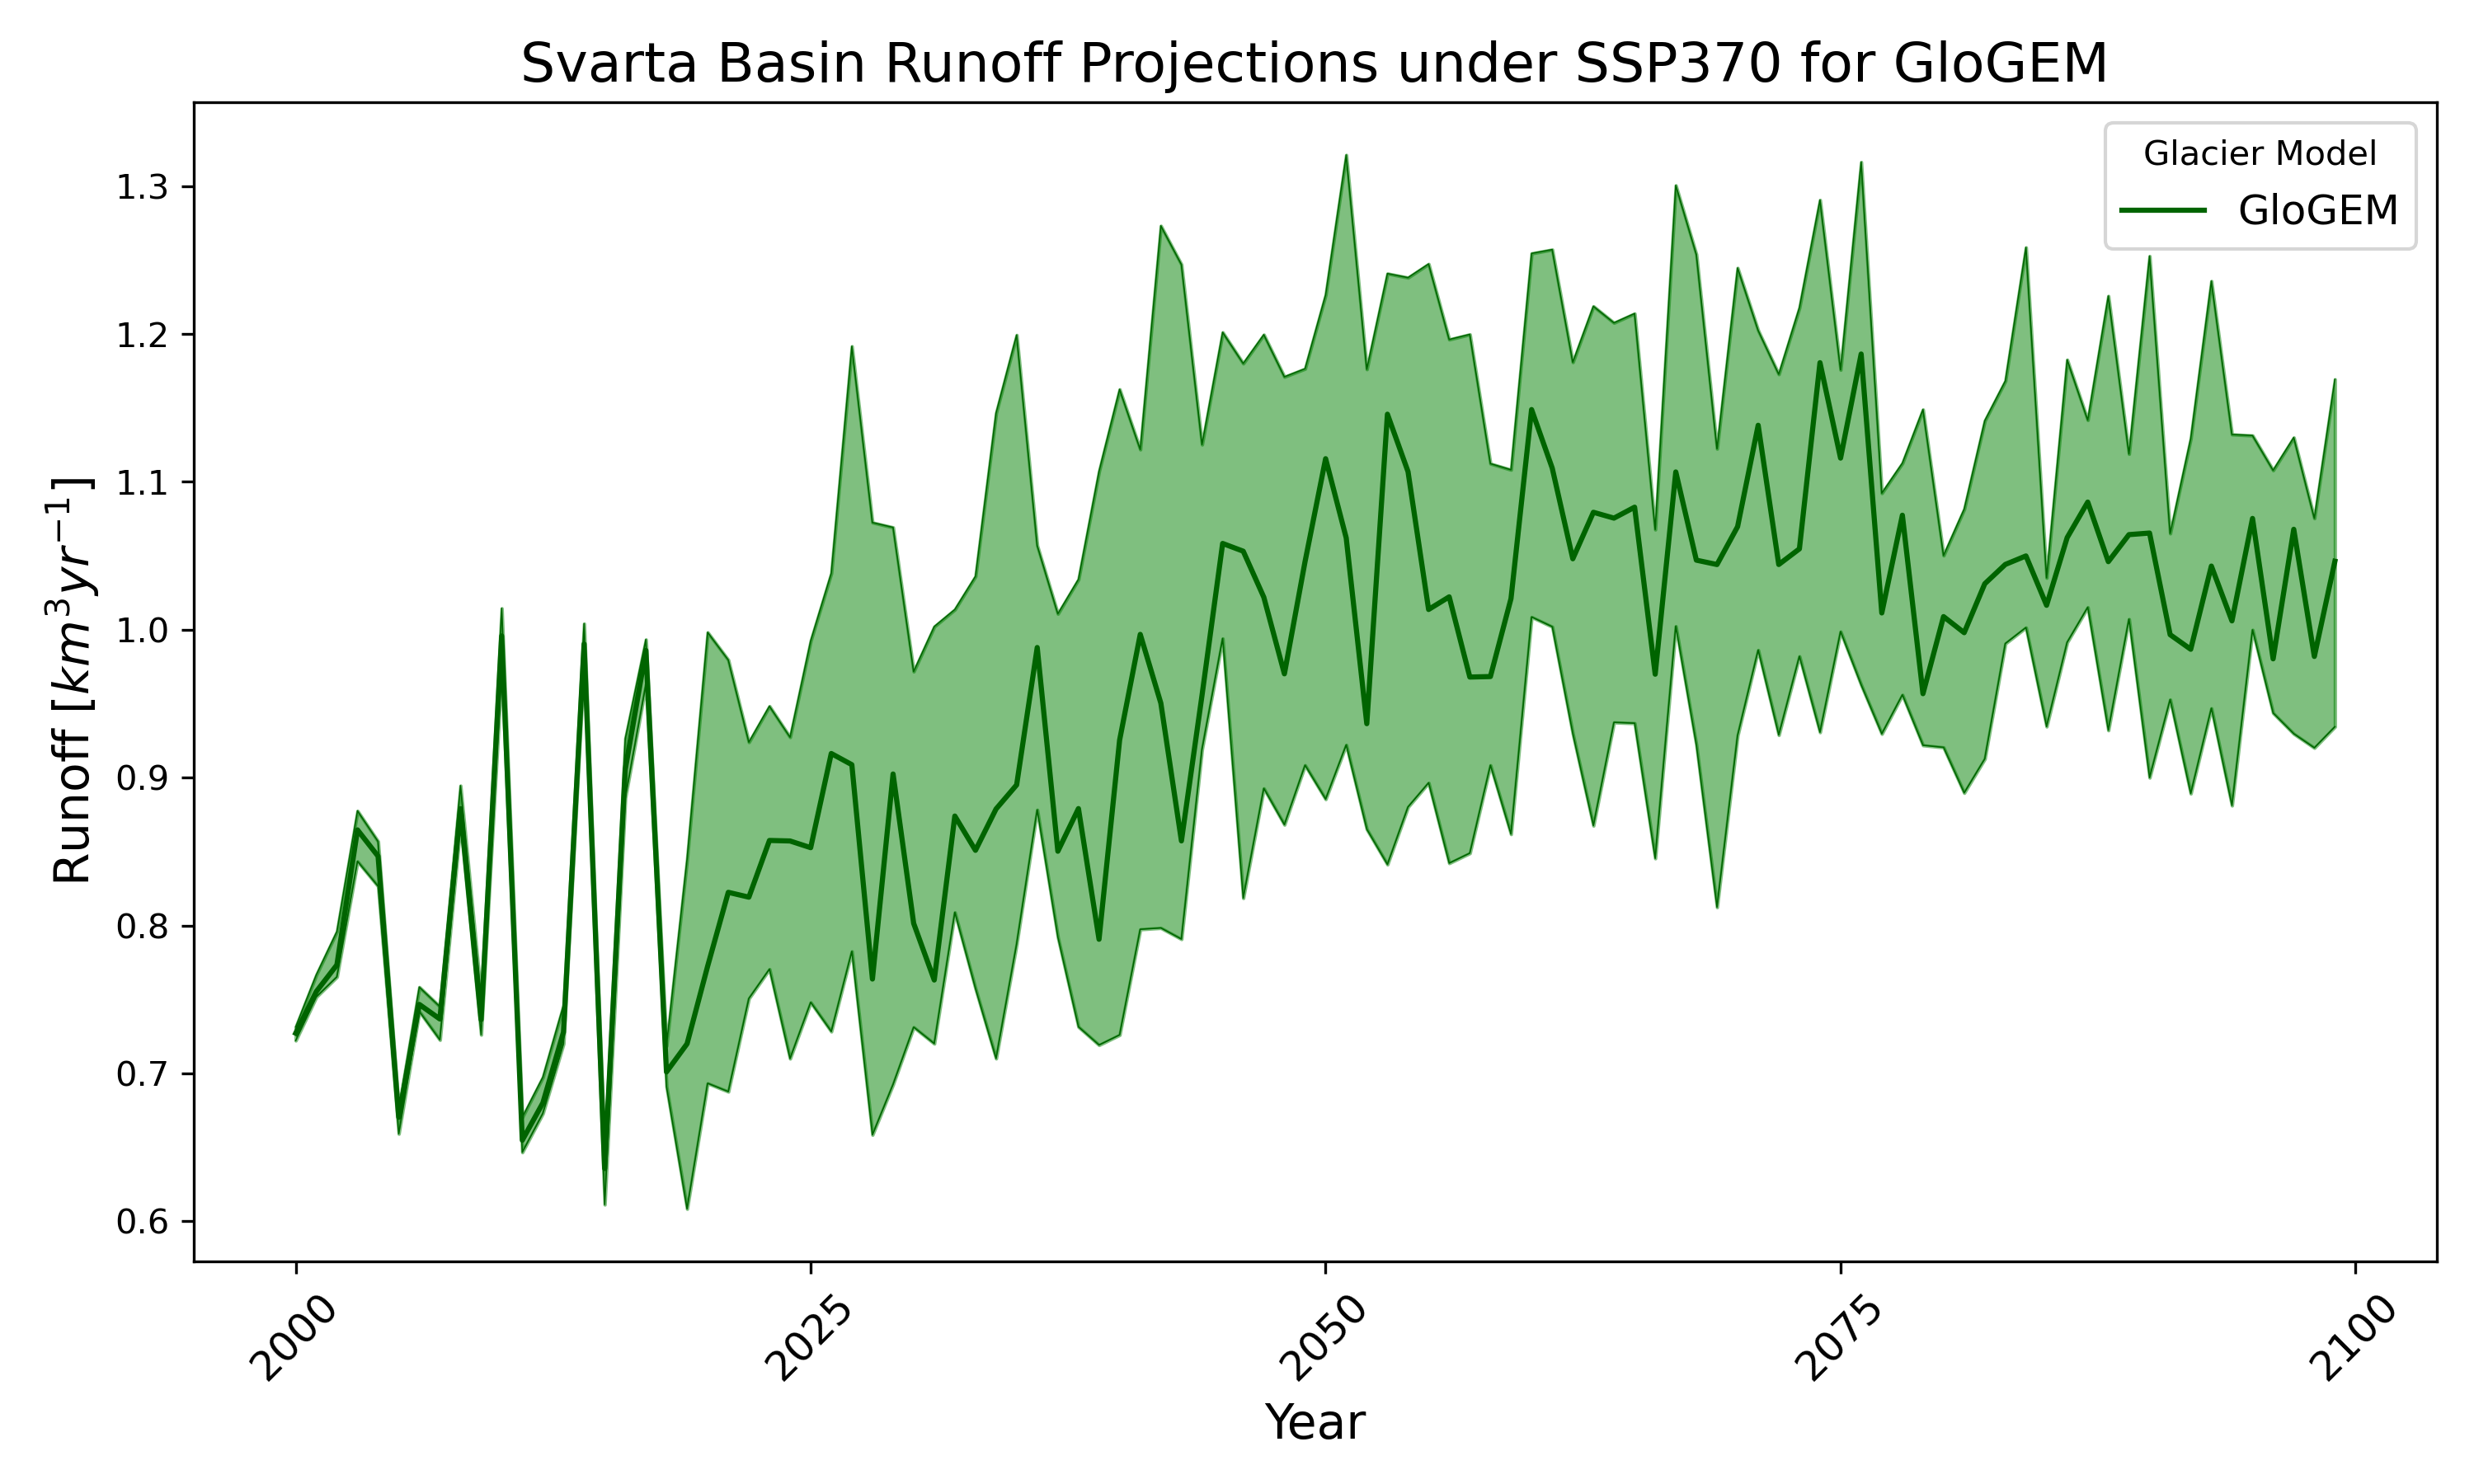 Svarta Basin Runoff Projections under SSP370 for GloGEM
Glacier Model
GloGEM
Runoff [km³yr⁻¹]
1.3
1.2
1.1
1.0
0.9
0.8
0.7
0.6
2000
2025
2050
2075
2100
Year